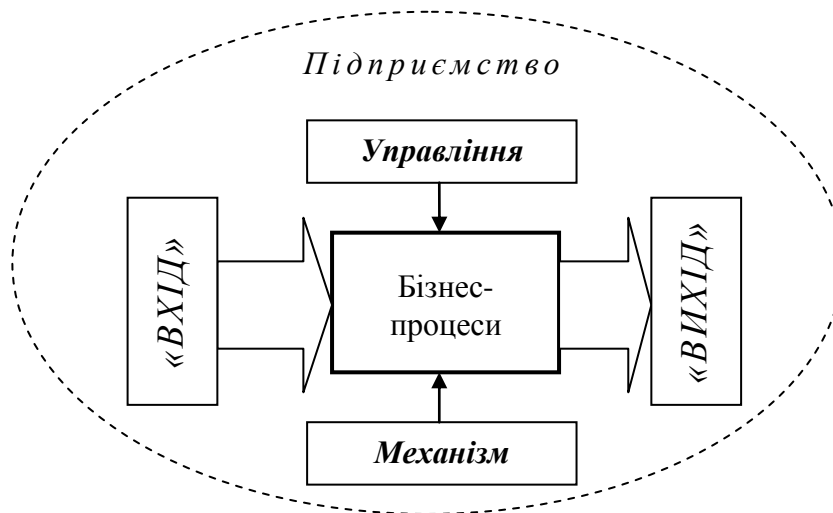 Підприємство
Управління
«ВХІД»
Бізнес-
процеси
«ВИХІД»
Механізм